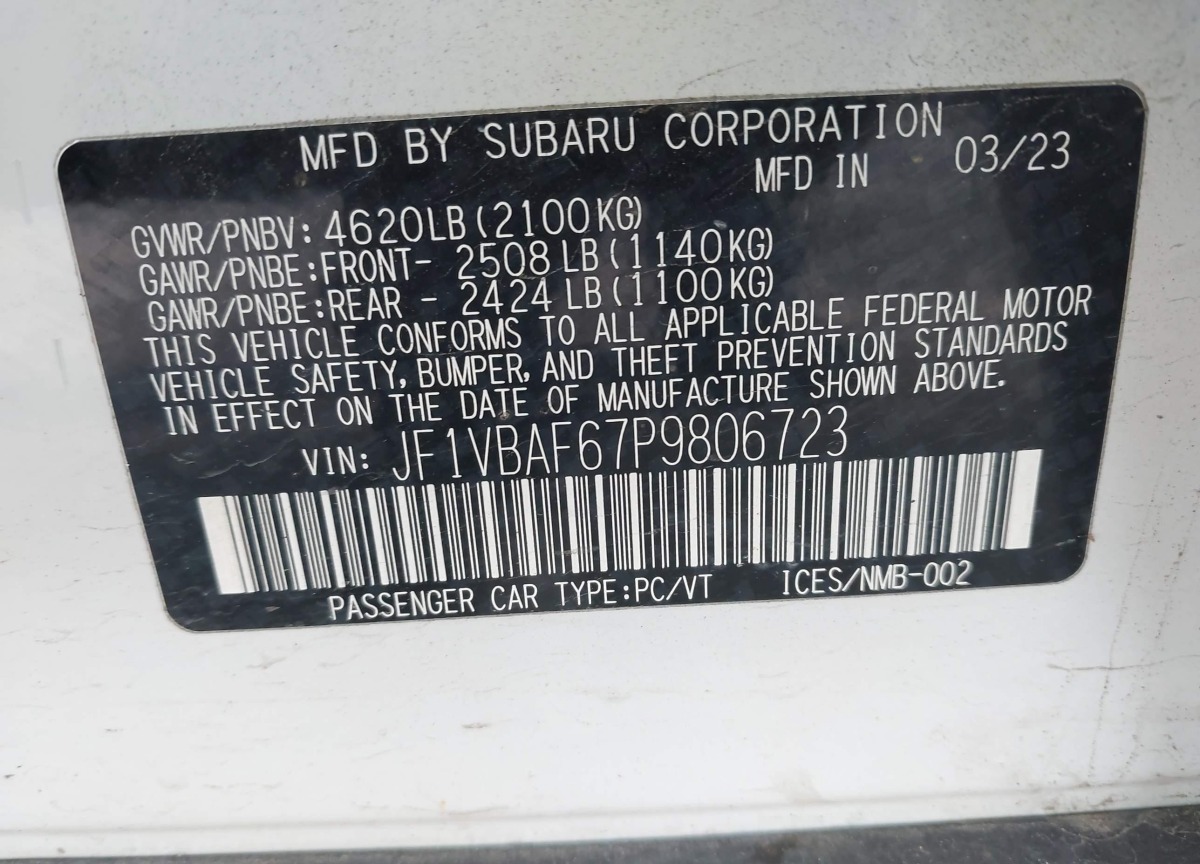 MFD BY SUBARU CORPORATION
MFD IN 03/23
GVWR/PNBV: 4620LB (2100KG)
GAWR/PNBE:FRONT- 2508 LB (1140KG)
GAWR/PNBE:REAR - 2424 LB (1100KG)
THIS VEHICLE CONFORMS TO ALL APPLICABLE FEDERAL MOTOR
VEHICLE SAFETY, BUMPER, AND THEFT PREVENTION STANDARDS
IN EFFECT ON THE DATE OF MANUFACTURE SHOWN ABOVE.
VIN: JF1VBAF67P9806723
PASSENGER CAR TYPE:PC/VT ICES/NMB-002